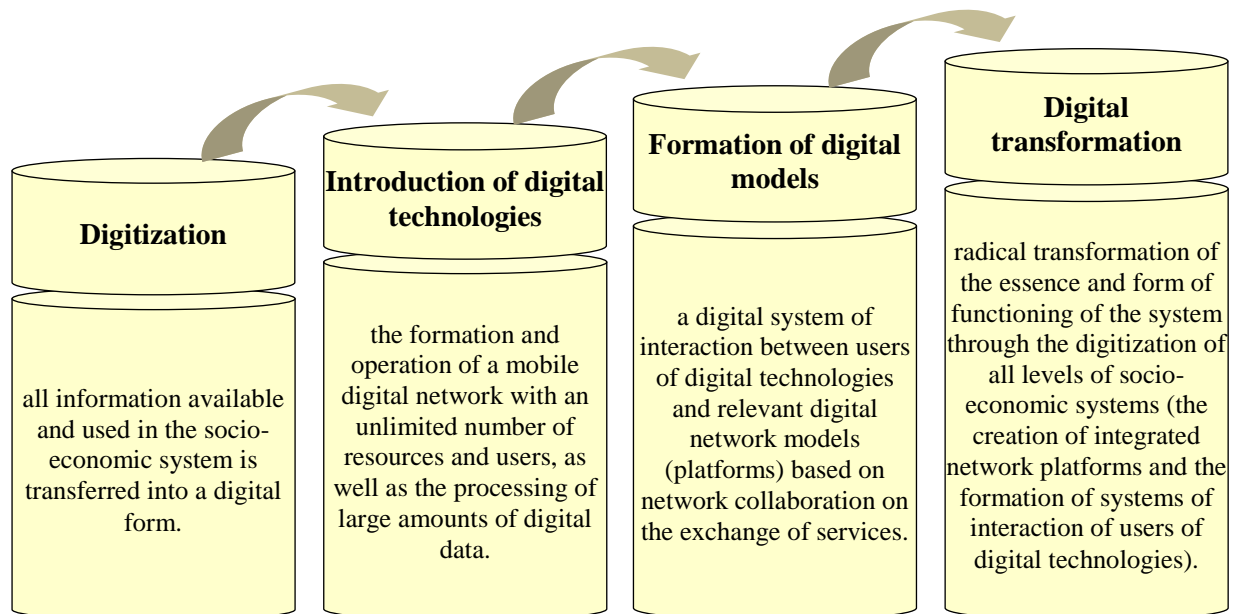 Digitization
all information available
and used in the socio-
economic system is
transferred into a digital
form.
Introduction of digital
technologies
the formation and
operation of a mobile
digital network with an
unlimited number of
resources and users, as
well as the processing of
large amounts of digital
data.
Formation of digital
models
a digital system of
interaction between users
of digital technologies
and relevant digital
network models
(platforms) based on
network collaboration on
the exchange of services.
Digital
transformation
radical transformation of
the essence and form of
functioning of the system
through the digitization of
all levels of socio-
economic systems (the
creation of integrated
network platforms and the
formation of systems of
interaction of users of
digital technologies).